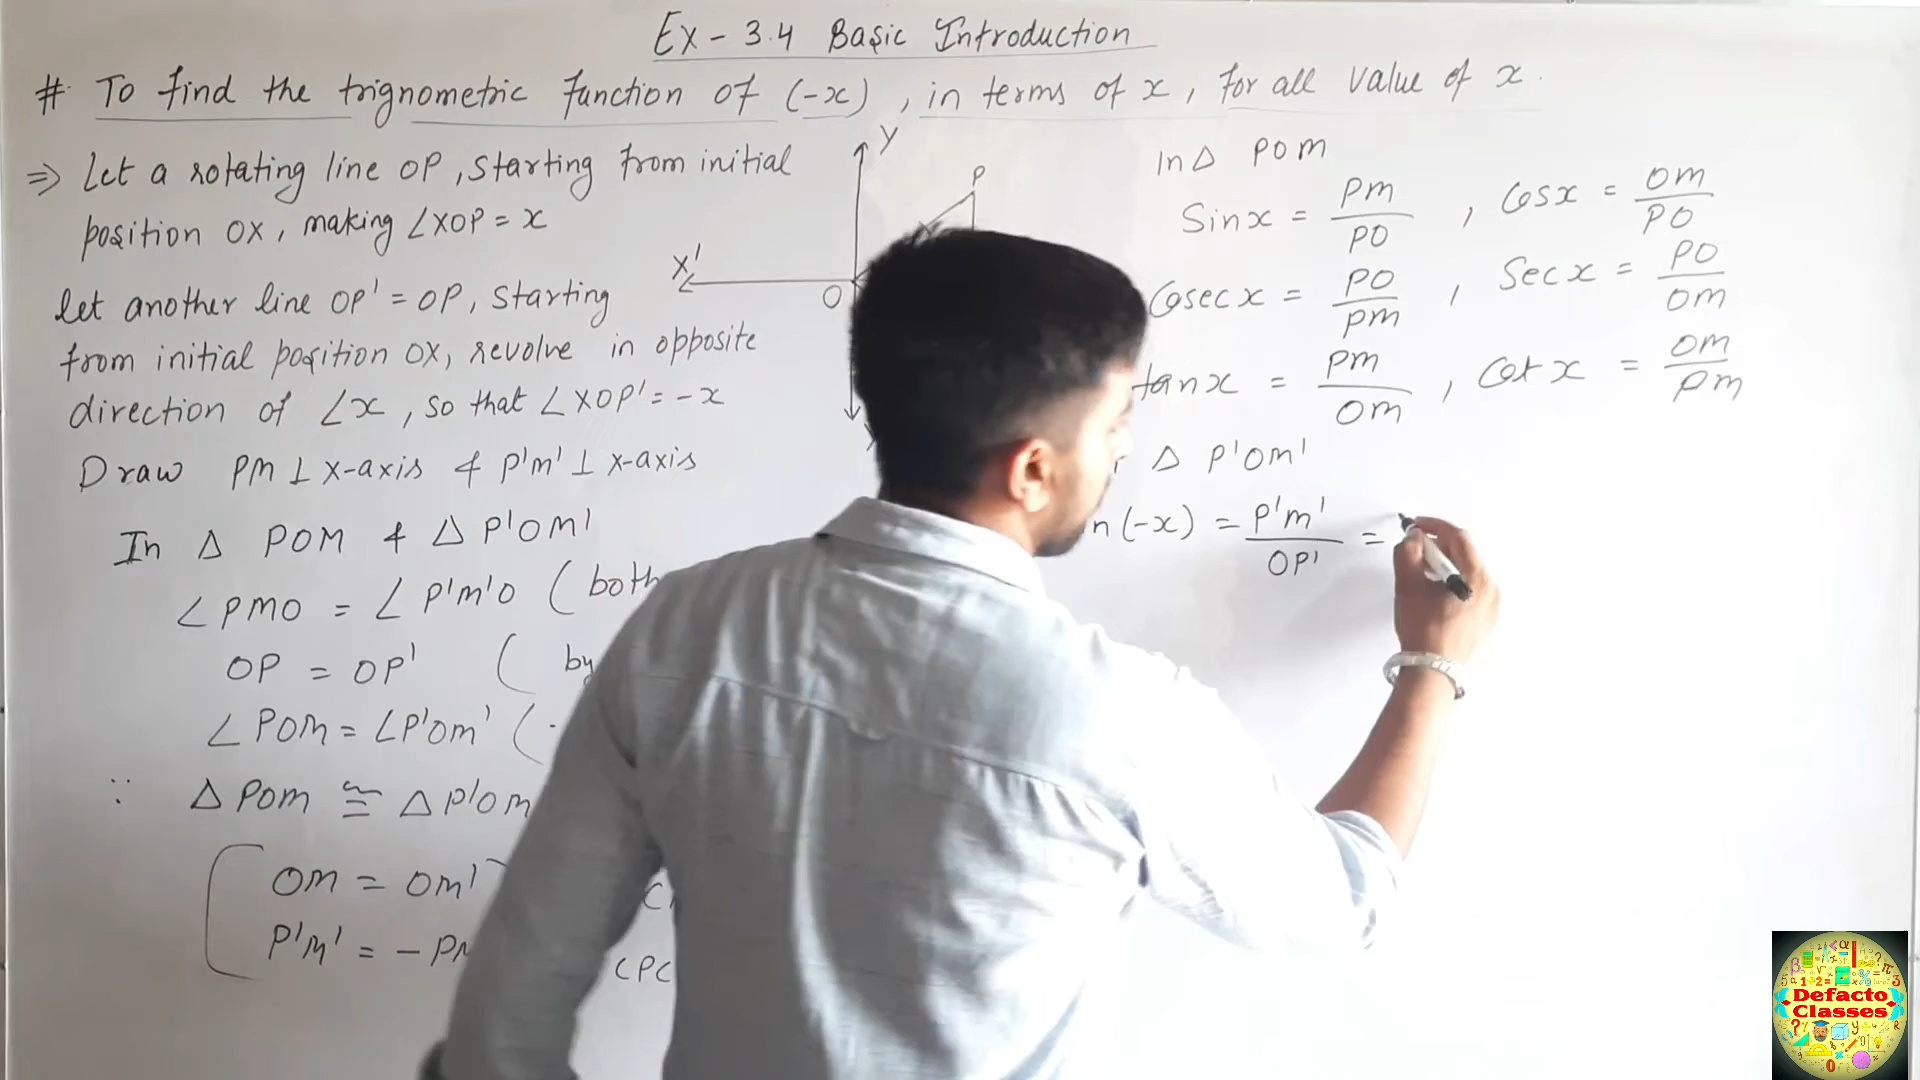 Ex - 3.4 Basic Introduction
# To find the trignometric function of (-x), in terms of x, for all value of x.
⇒ Let a rotating line OP, starting from initial
position OX, making ∠XOP = x
let another line OP' = OP, starting
from initial position OX, revolve in opposite
direction of ∠x, so that ∠XOP' = -x
Draw PM ⊥ X-axis & P'M' ⊥ X-axis
In Δ POM & Δ P'OM'
∠PMO = ∠P'M'O (both
OP = OP' ( by
∠POM = ∠P'OM' (
∵ ΔPOM ≅ ΔP'OM
OM = OM'
P'M' = - PM
CPC
Y
P
X'
O
In Δ POM
Sin x = PM/PO , Cos x = OM/PO
Cosec x = PO/PM , Sec x = PO/OM
tan x = PM/OM , Cot x = OM/PM
Δ P'OM'
n (-x) = P'M'/OP' =
Defacto
Classes